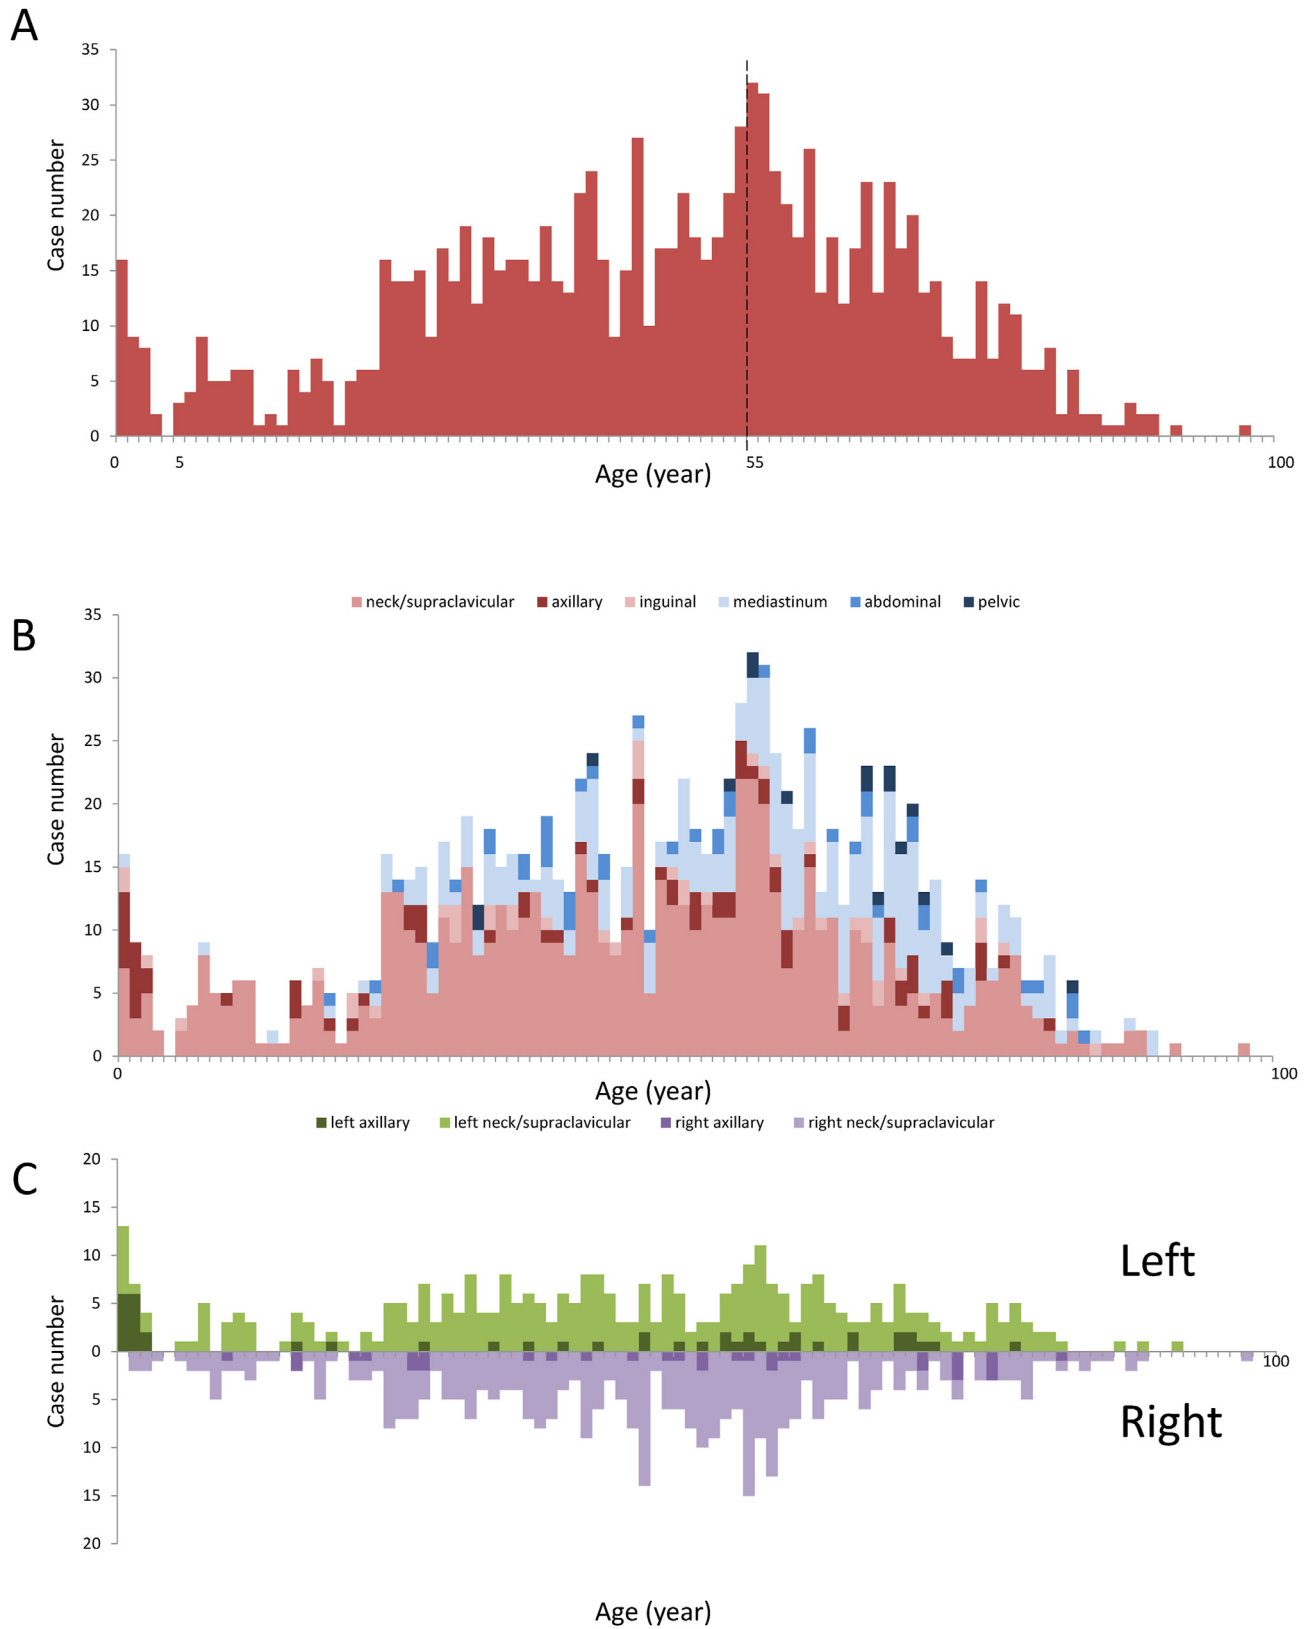 A
35
30
25
20
15
10
5
0
Case number
0 5 55 100
Age (year)
neck/supraclavicular axillary inguinal mediastinum abdominal pelvic
B
35
30
25
20
15
10
5
0
Case number
0 100
Age (year)
left axillary left neck/supraclavicular right axillary right neck/supraclavicular
C
20
15
10
5
0
5
10
15
20
Case number
Left
100
Right
Age (year)